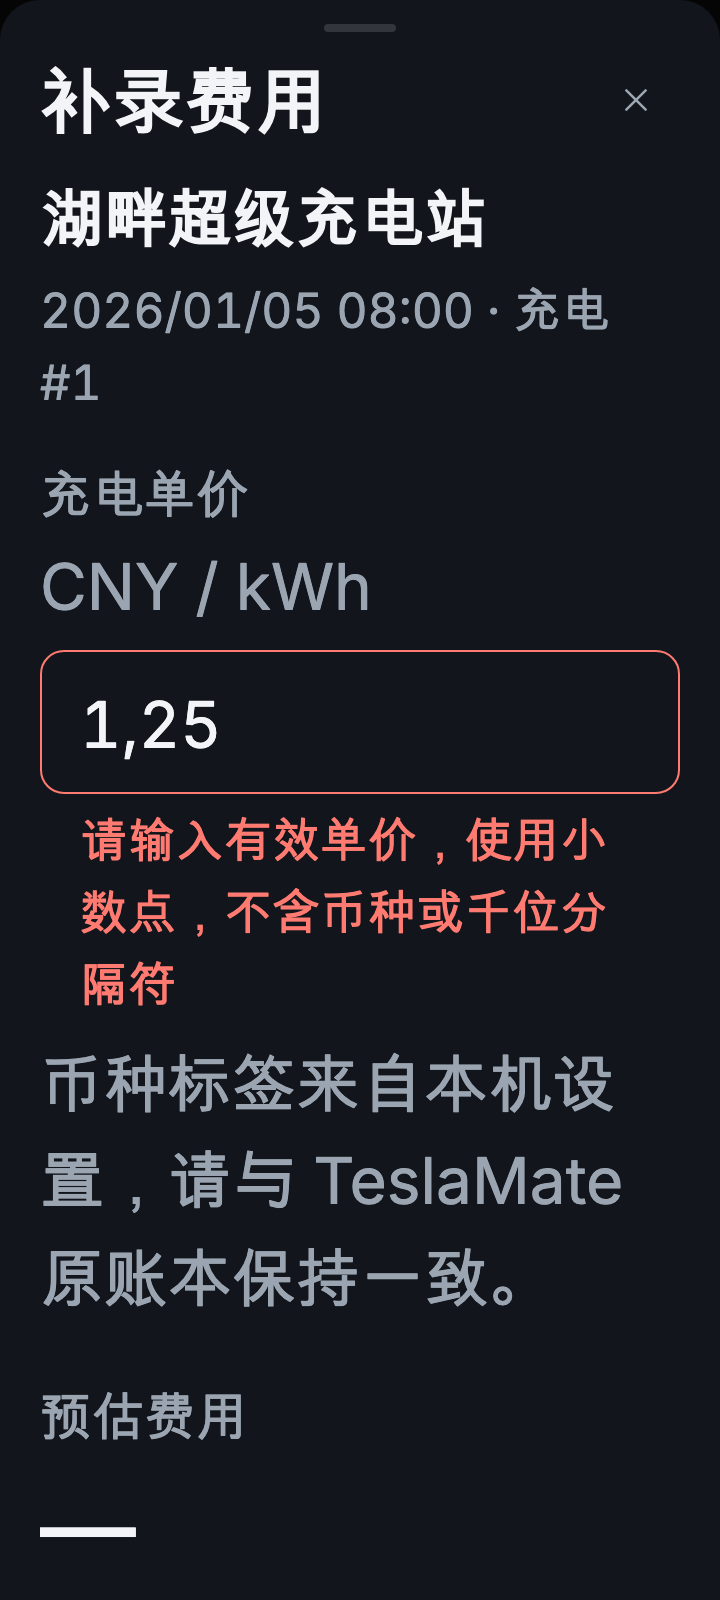 补录费用
湖畔超级充电站
2026/01/05 08:00 · 充电
#1
充电单价
CNY / kWh
1,25
请输入有效单价，使用小
数点，不含币种或千位分
隔符
币种标签来自本机设
置，请与 TeslaMate
原账本保持一致。
预估费用
—